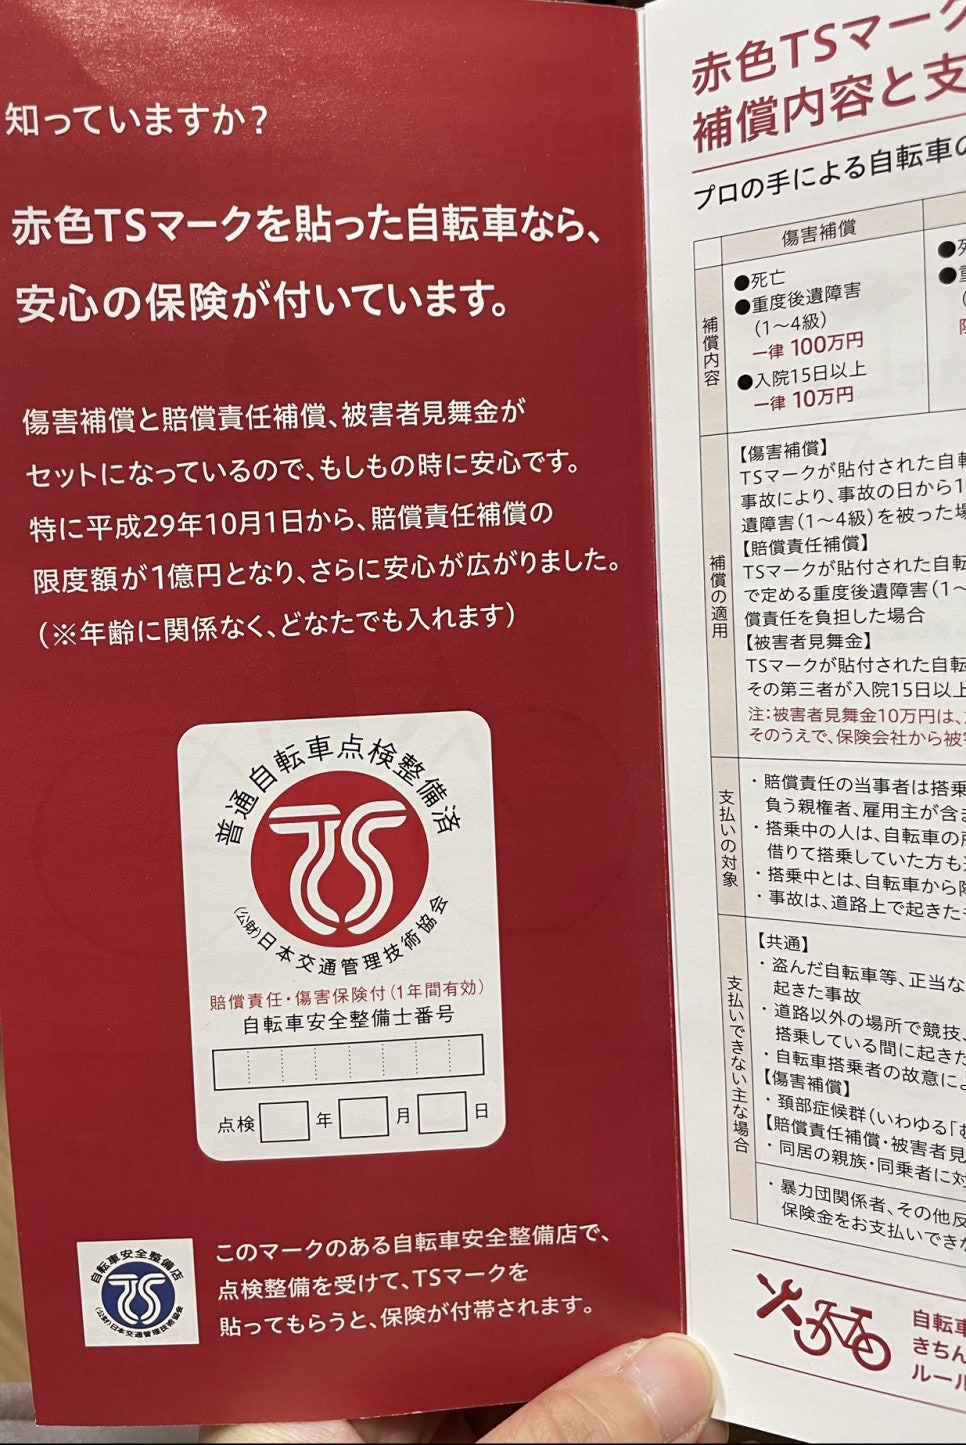 知っていますか？
赤色TSマークを貼った自転車なら、
安心の保険が付いています。
傷害補償と賠償責任補償、被害者見舞金が
セットになっているので、もしもの時に安心です。
特に平成29年10月1日から、賠償責任補償の
限度額が1億円となり、さらに安心が広がりました。
（※年齢に関係なく、どなたでも入れます）
普通自転車点検整備済
TS
(公財)日本交通管理技術協会
賠償責任・傷害保険付（1年間有効）
自転車安全整備士番号
点検 年 月 日
自転車安全整備店
TS
(公財)日本交通管理技術協会
このマークのある自転車安全整備店で、
点検整備を受けて、TSマークを
貼ってもらうと、保険が付帯されます。
赤色TSマーク
補償内容と支
プロの手による自転車の
傷害補償
補償内容
●死亡
●重度後遺障害
（1～4級）
一律 100万円
●入院15日以上
一律 10万円
補償の適用
【傷害補償】
TSマークが貼付された自転
事故により、事故の日から1
遺障害（1～4級）を被った場
【賠償責任補償】
TSマークが貼付された自転
で定める重度後遺障害（1～
償責任を負担した場合
【被害者見舞金】
TSマークが貼付された自転
その第三者が入院15日以上
注：被害者見舞金10万円は、
そのうえで、保険会社から被害
支払いの対象
・賠償責任の当事者は搭乗
負う親権者、雇用主が含ま
・搭乗中の人は、自転車の所
借りて搭乗していた方も
・搭乗中とは、自転車から降
・事故は、道路上で起きた
支払いできない主な場合
【共通】
・盗んだ自転車等、正当な
起きた事故
・道路以外の場所で競技、
搭乗している間に起きた
・自転車搭乗者の故意によ
【傷害補償】
・頚部症候群（いわゆる「む
【賠償責任補償・被害者見
・同居の親族・同乗者に対
・暴力団関係者、その他反
保険金をお支払いできな
自転車
きちん
ルール